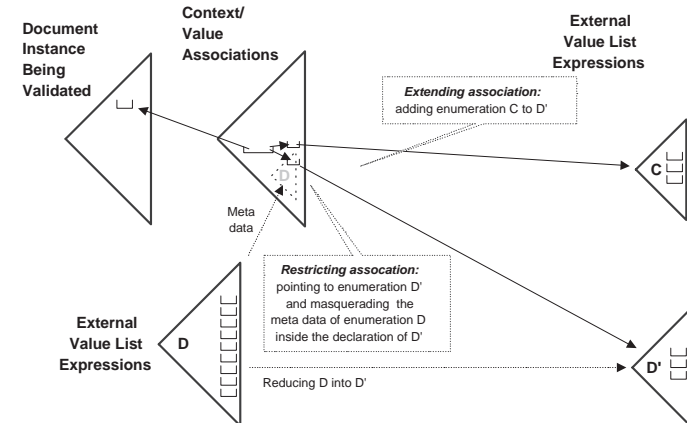 Document
Instance
Being
Validated
Context/
Value
Associations
External
Value List
Expressions
Extending association:
adding enumeration C to D'
C
D
Meta
data
Restricting assocation:
pointing to enumeration D'
and masquerading the
meta data of enumeration D
inside the declaration of D'
External
Value List
Expressions
D
D'
Reducing D into D'